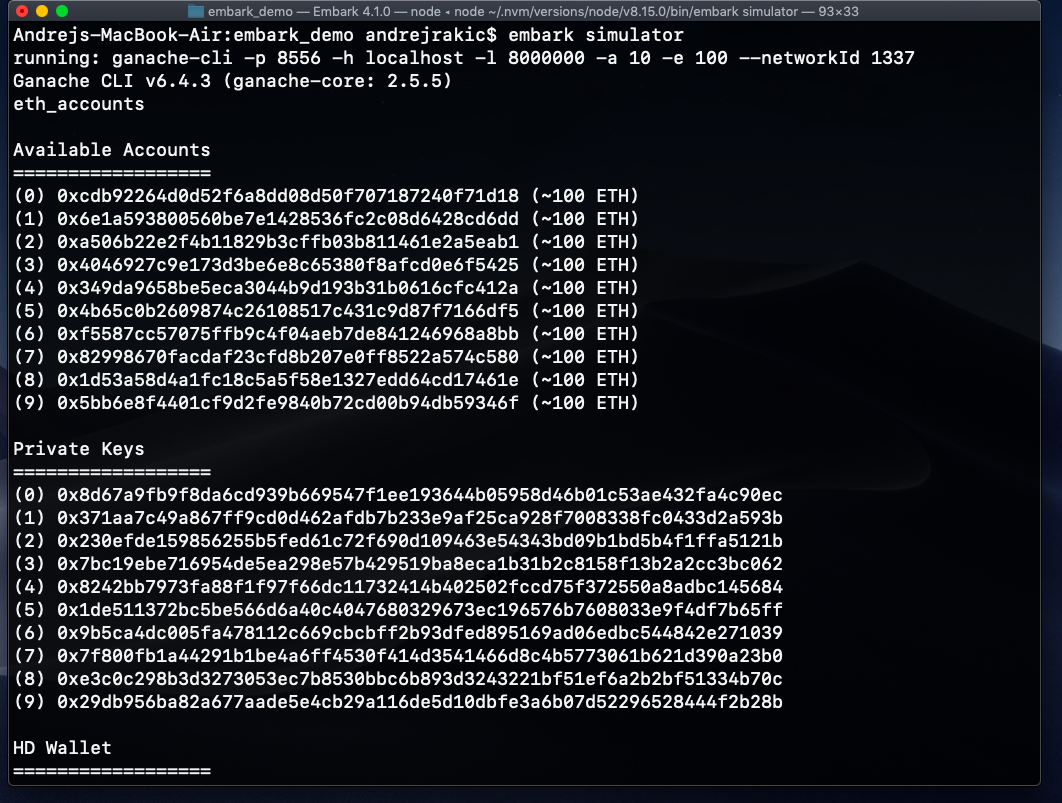 embark_demo — Embark 4.1.0 — node ◂ node ~/.nvm/versions/node/v8.15.0/bin/embark simulator — 93×33
Andrejs-MacBook-Air:embark_demo andrejrakic$ embark simulator
running: ganache-cli -p 8556 -h localhost -l 8000000 -a 10 -e 100 --networkId 1337
Ganache CLI v6.4.3 (ganache-core: 2.5.5)
eth_accounts
Available Accounts
==================
(0) 0xcdb92264d0d52f6a8dd08d50f707187240f71d18 (~100 ETH)
(1) 0x6e1a593800560be7e1428536fc2c08d6428cd6dd (~100 ETH)
(2) 0xa506b22e2f4b11829b3cffb03b811461e2a5eab1 (~100 ETH)
(3) 0x4046927c9e173d3be6e8c65380f8afcd0e6f5425 (~100 ETH)
(4) 0x349da9658be5eca3044b9d193b31b0616cfc412a (~100 ETH)
(5) 0x4b65c0b2609874c26108517c431c9d87f7166df5 (~100 ETH)
(6) 0xf5587cc57075ffb9c4f04aeb7de841246968a8bb (~100 ETH)
(7) 0x82998670facdaf23cfd8b207e0ff8522a574c580 (~100 ETH)
(8) 0x1d53a58d4a1fc18c5a5f58e1327edd64cd17461e (~100 ETH)
(9) 0x5bb6e8f4401cf9d2fe9840b72cd00b94db59346f (~100 ETH)
Private Keys
==================
(0) 0x8d67a9fb9f8da6cd939b669547f1ee193644b05958d46b01c53ae432fa4c90ec
(1) 0x371aa7c49a867ff9cd0d462afdb7b233e9af25ca928f7008338fc0433d2a593b
(2) 0x230efde159856255b5fed61c72f690d109463e54343bd09b1bd5b4f1ffa5121b
(3) 0x7bc19ebe716954de5ea298e57b429519ba8eca1b31b2c8158f13b2a2cc3bc062
(4) 0x8242bb7973fa88f1f97f66dc11732414b402502fccd75f372550a8adbc145684
(5) 0x1de511372bc5be566d6a40c4047680329673ec196576b7608033e9f4df7b65ff
(6) 0x9b5ca4dc005fa478112c669cbcbff2b93dfed895169ad06edbc544842e271039
(7) 0x7f800fb1a44291b1be4a6ff4530f414d3541466d8c4b5773061b621d390a23b0
(8) 0xe3c0c298b3d3273053ec7b8530bbc6b893d3243221bf51ef6a2b2bf51334b70c
(9) 0x29db956ba82a677aade5e4cb29a116de5d10dbfe3a6b07d52296528444f2b28b
HD Wallet
==================